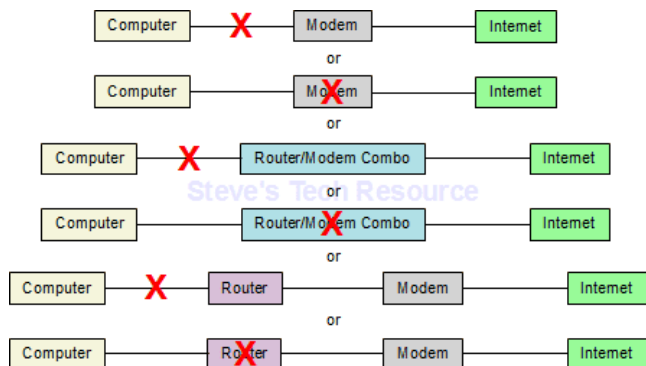 Computer X Modem Internet
or
Computer Modem X Internet
or
Computer X Router/Modem Combo Internet
or
Steve's Tech Resource
Computer Router/Modem Combo X Internet
or
Computer X Router Modem Internet
or
Computer Router X Modem Internet